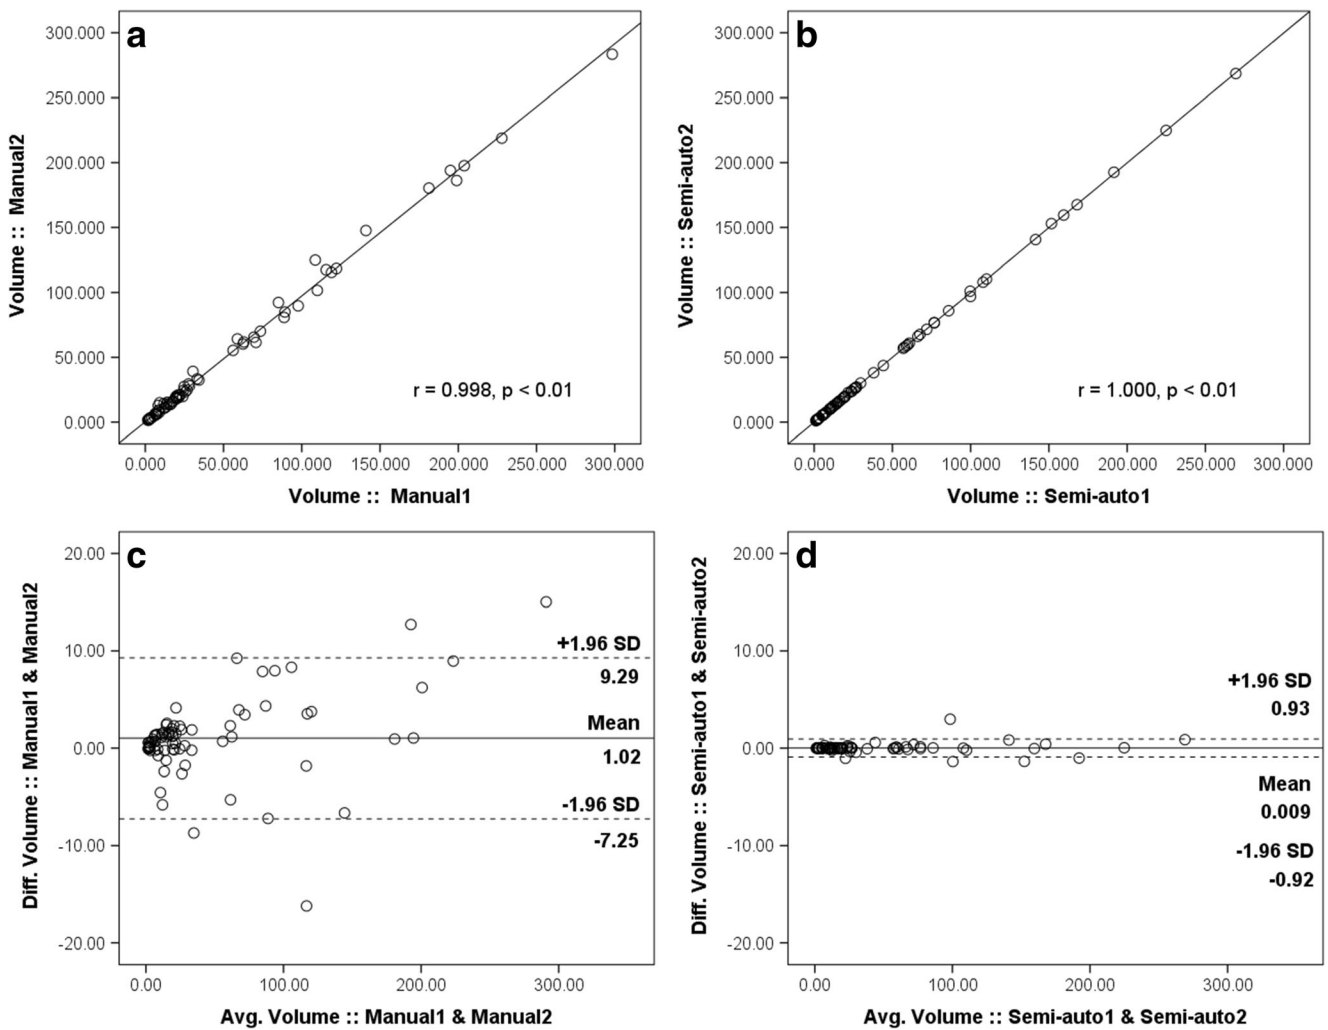 a
300.000
250.000
200.000
150.000
100.000
50.000
0.000
Volume :: Manual2
r = 0.998, p < 0.01
0.000 50.000 100.000 150.000 200.000 250.000 300.000
Volume :: Manual1
b
300.000
250.000
200.000
150.000
100.000
50.000
0.000
Volume :: Semi-auto2
r = 1.000, p < 0.01
0.000 50.000 100.000 150.000 200.000 250.000 300.000
Volume :: Semi-auto1
c
20.00
10.00
0.00
-10.00
-20.00
Diff. Volume :: Manual1 & Manual2
+1.96 SD
9.29
Mean
1.02
-1.96 SD
-7.25
0.00 100.00 200.00 300.00
Avg. Volume :: Manual1 & Manual2
d
20.00
10.00
0.00
-10.00
-20.00
Diff. Volume :: Semi-auto1 & Semi-auto2
+1.96 SD
0.93
Mean
0.009
-1.96 SD
-0.92
0.00 100.00 200.00 300.00
Avg. Volume :: Semi-auto1 & Semi-auto2